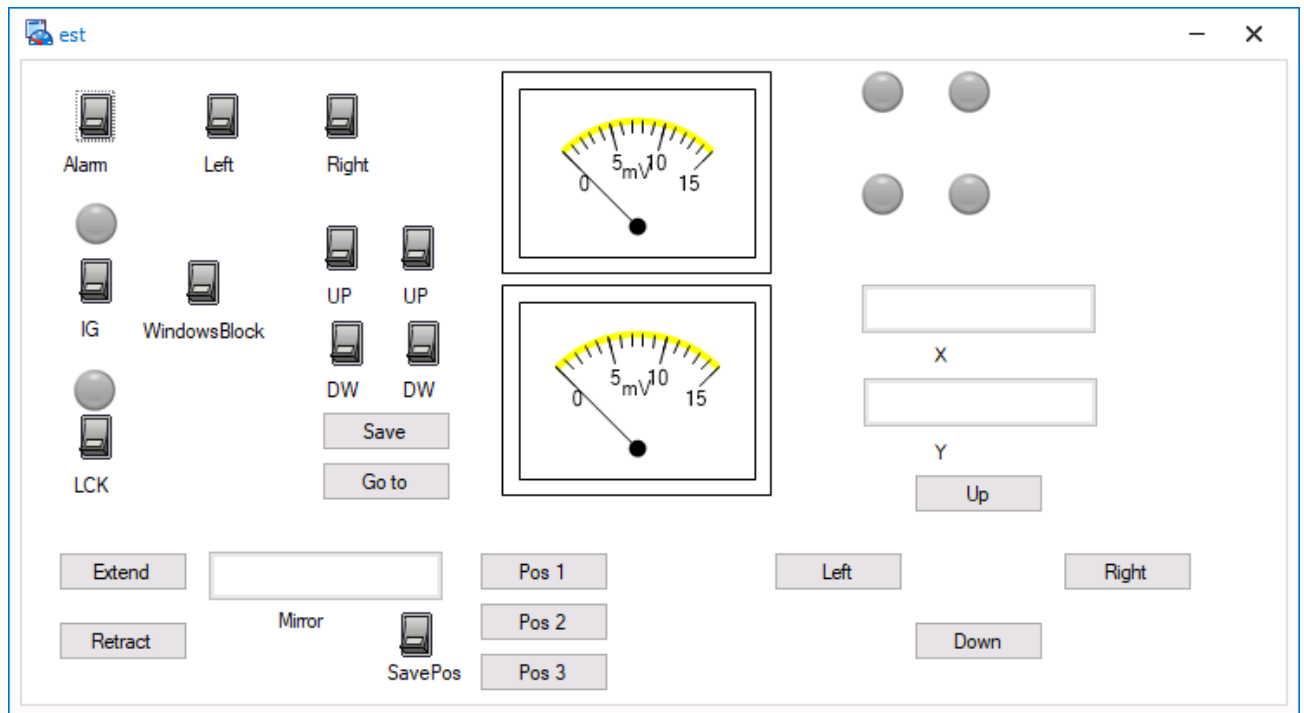 est
Alarm
Left
Right
0
5
mV
10
15
IG
WindowsBlock
UP
UP
DW
DW
Save
Go to
LCK
0
5
mV
10
15
X
Y
Up
Extend
Mirror
Pos 1
Left
Right
Retract
SavePos
Pos 2
Down
Pos 3